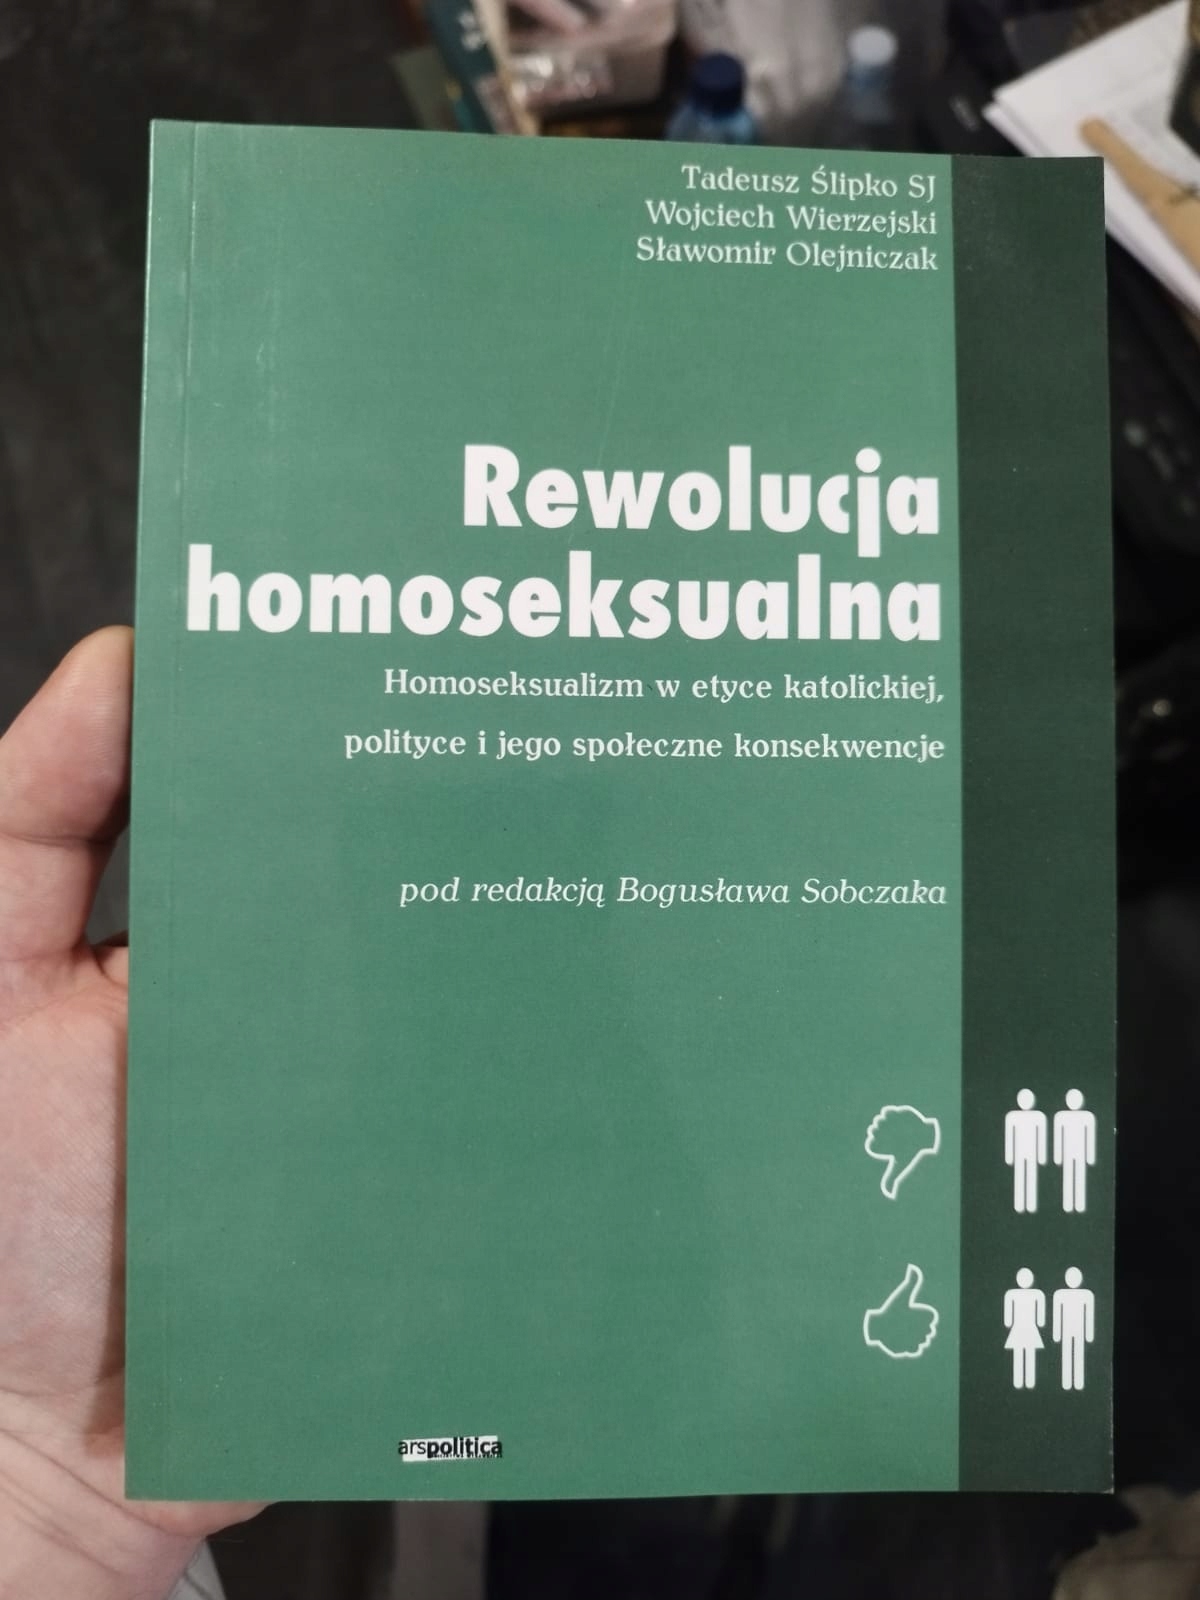 Tadeusz Ślipko SJ
Wojciech Wierzejski
Sławomir Olejniczak
Rewolucja
homoseksualna
Homoseksualizm w etyce katolickiej,
polityce i jego społeczne konsekwencje
pod redakcją Bogusława Sobczaka
arspolitica